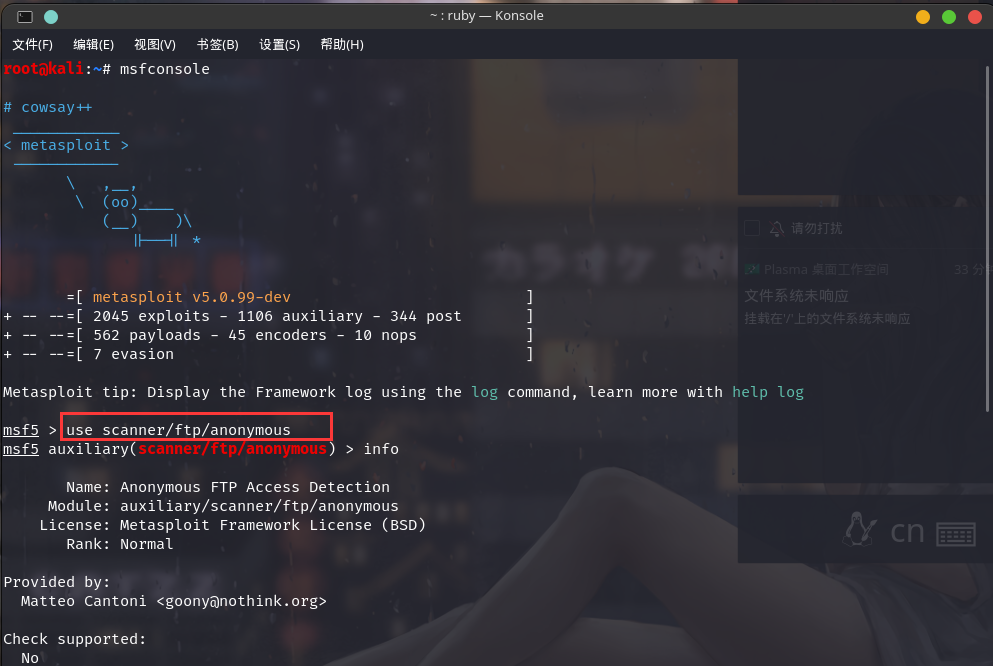 ~ : ruby — Konsole
文件(F) 编辑(E) 视图(V) 书签(B) 设置(S) 帮助(H)
root@kali:~# msfconsole
# cowsay++
 ____________
< metasploit >
 ------------
       \   ,__,
        \  (oo)____
           (__)    )\
              ||--|| *
カラオケ
请勿打扰
Plasma 桌面工作空间 33 分
文件系统未响应
挂载在'/'上的文件系统未响应
       =[ metasploit v5.0.99-dev                          ]
+ -- --=[ 2045 exploits - 1106 auxiliary - 344 post       ]
+ -- --=[ 562 payloads - 45 encoders - 10 nops            ]
+ -- --=[ 7 evasion                                       ]
Metasploit tip: Display the Framework log using the log command, learn more with help log
msf5 > use scanner/ftp/anonymous
msf5 auxiliary(scanner/ftp/anonymous) > info
       Name: Anonymous FTP Access Detection
     Module: auxiliary/scanner/ftp/anonymous
    License: Metasploit Framework License (BSD)
       Rank: Normal
cn
Provided by:
  Matteo Cantoni <goony@nothink.org>
Check supported:
  No